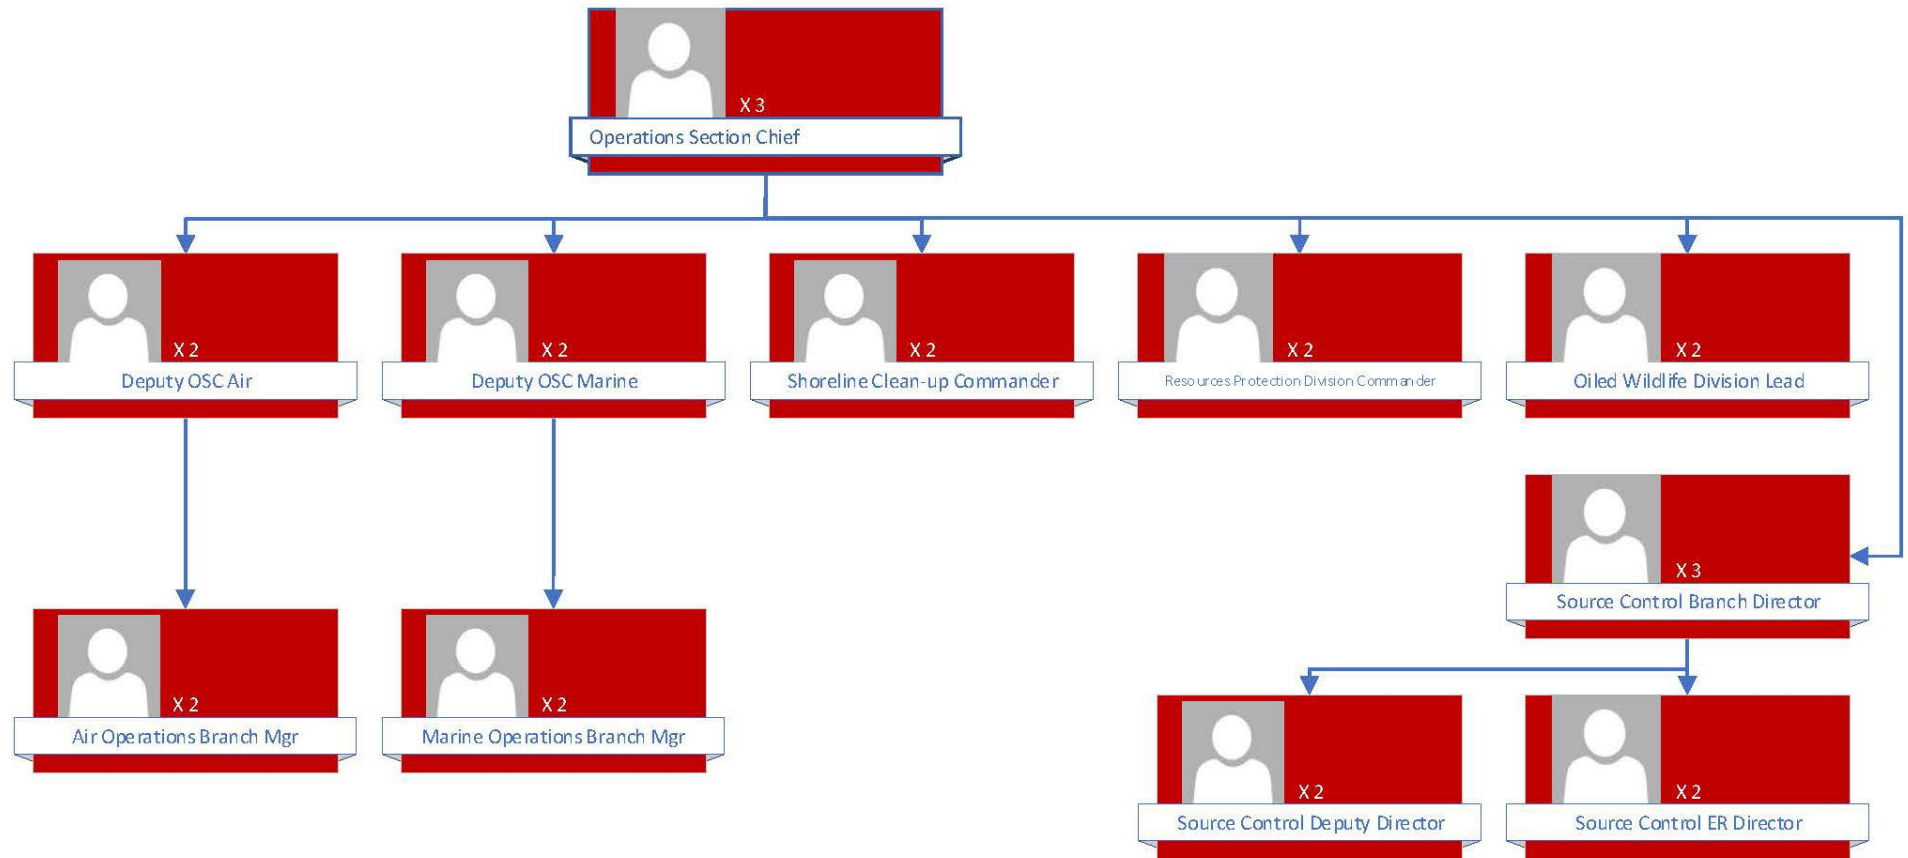 X 3
Operations Section Chief
X 2
Deputy OSC Air
X 2
Deputy OSC Marine
X 2
Shoreline Clean-up Commander
X 2
Resources Protection Division Commander
X 2
Oiled Wildlife Division Lead
X 3
Source Control Branch Director
X 2
Air Operations Branch Mgr
X 2
Marine Operations Branch Mgr
X 2
Source Control Deputy Director
X 2
Source Control ER Director